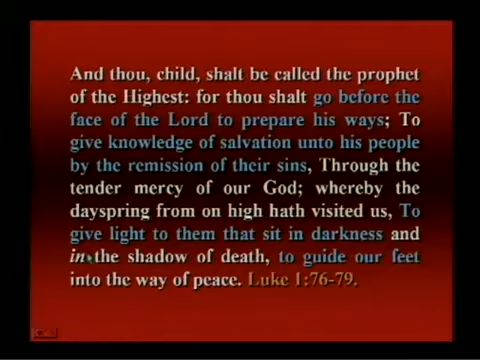 And thou, child, shalt be called the prophet
of the Highest: for thou shalt go before the
face of the Lord to prepare his ways; To
give knowledge of salvation unto his people
by the remission of their sins, Through the
tender mercy of our God; whereby the
dayspring from on high hath visited us, To
give light to them that sit in darkness and
in the shadow of death, to guide our feet
into the way of peace. Luke 1:76-79.